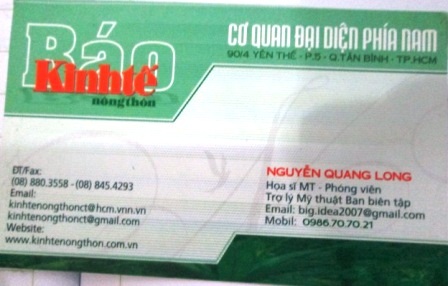 Báo
Kinh tế
nông thôn
CƠ QUAN ĐẠI DIỆN PHÍA NAM
90/4 YÊN THẾ - P.5 - Q.TÂN BÌNH - TP.HCM
ĐT/Fax:
(08) 880.3558 - (08) 845.4293
Email:
kinhtenongthonct@hcm.vnn.vn
kinhtenongthonct@gmail.com
Website:
www.kinhtenongthon.com.vn
NGUYỄN QUANG LONG
Họa sĩ MT - Phóng viên
Trợ lý Mỹ thuật Ban biên tập
Email: big.idea2007@gmail.com
Mobil: 0986.70.70.21